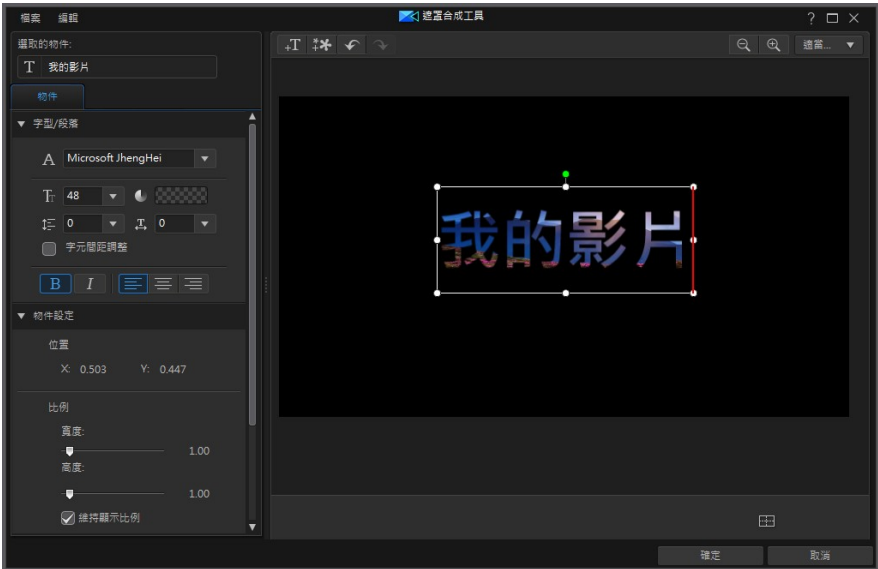 檔案 編輯 遮罩合成工具 ?
選取的物件:
T 我的影片
物件
字型/段落
A Microsoft JhengHei
48
0 0
字元間距調整
B I
物件設定
位置
X: 0.503 Y: 0.447
比例
寬度:
1.00
高度:
1.00
維持顯示比例
+T 適當...
我的影片
確定 取消